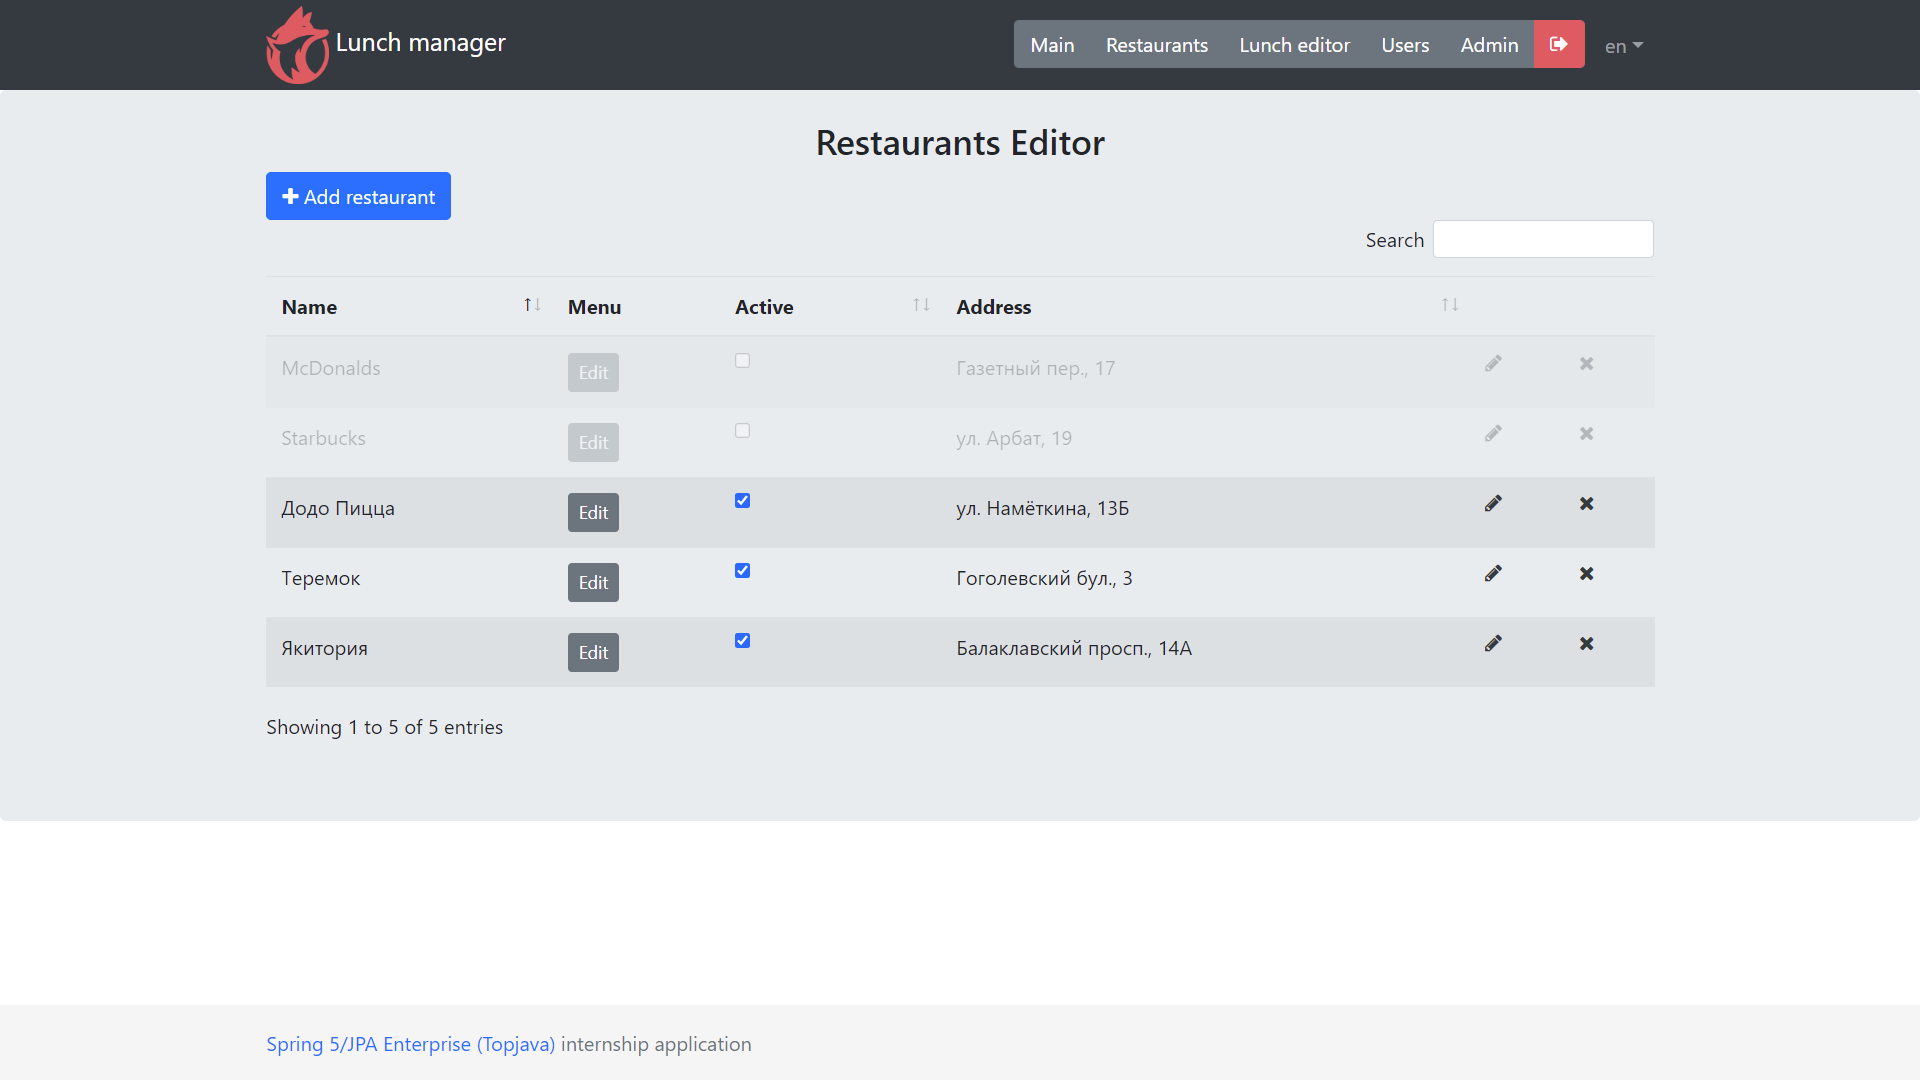 Lunch manager
Main Restaurants Lunch editor Users Admin en
Restaurants Editor
Add restaurant
Search
Name Menu Active Address
McDonalds Edit Газетный пер., 17
Starbucks Edit ул. Арбат, 19
Додо Пицца Edit ул. Намёткина, 13Б
Теремок Edit Гоголевский бул., 3
Якитория Edit Балаклавский просп., 14А
Showing 1 to 5 of 5 entries
Spring 5/JPA Enterprise (Topjava) internship application